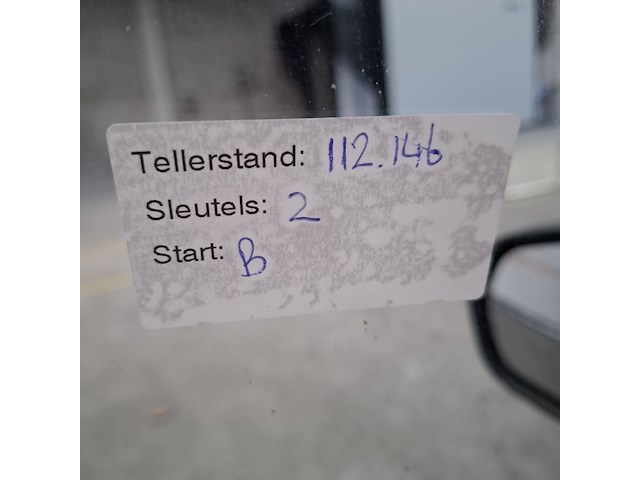 Tellerstand: 112.146
Sleutels: 2
Start: B